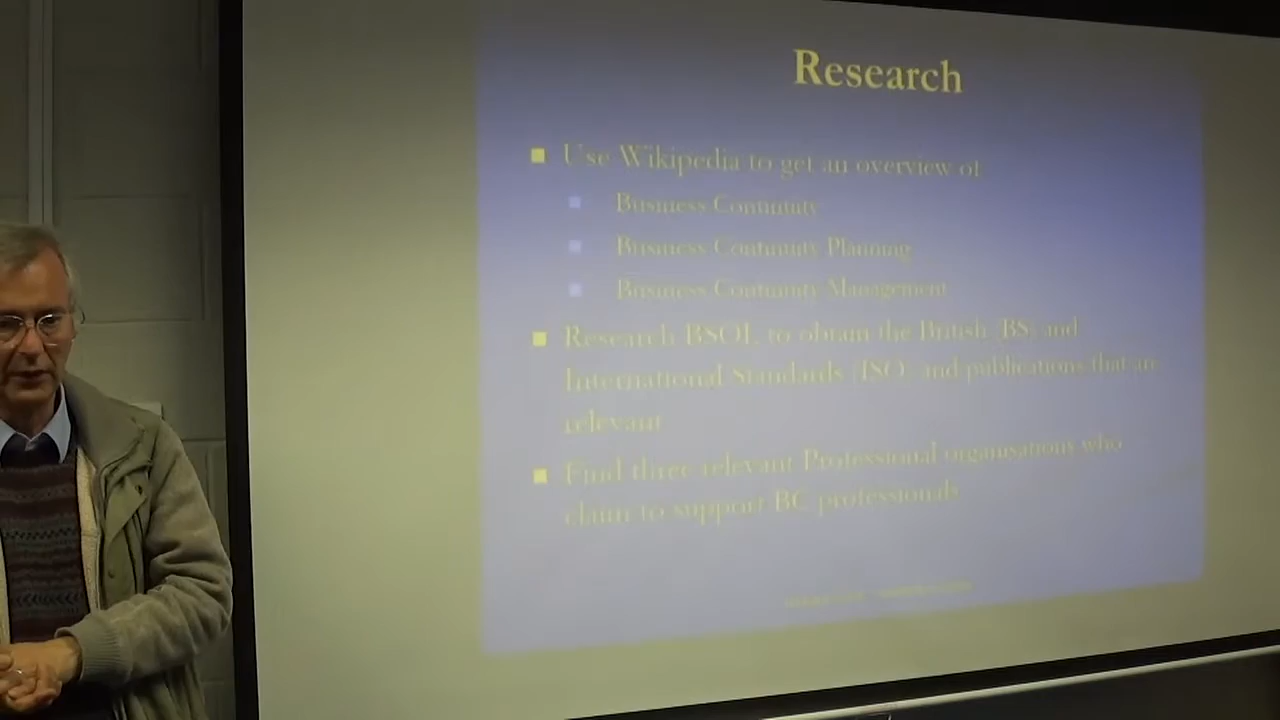 Research
Use Wikipedia to get an overview of
Business Continuity
Business Continuity Planning
Business Continuity Management
Research BSOL to obtain the British (BS) and
International Standards (ISO) and publications that are
relevant
Find three relevant Professional organisations who
claim to support BC professionals